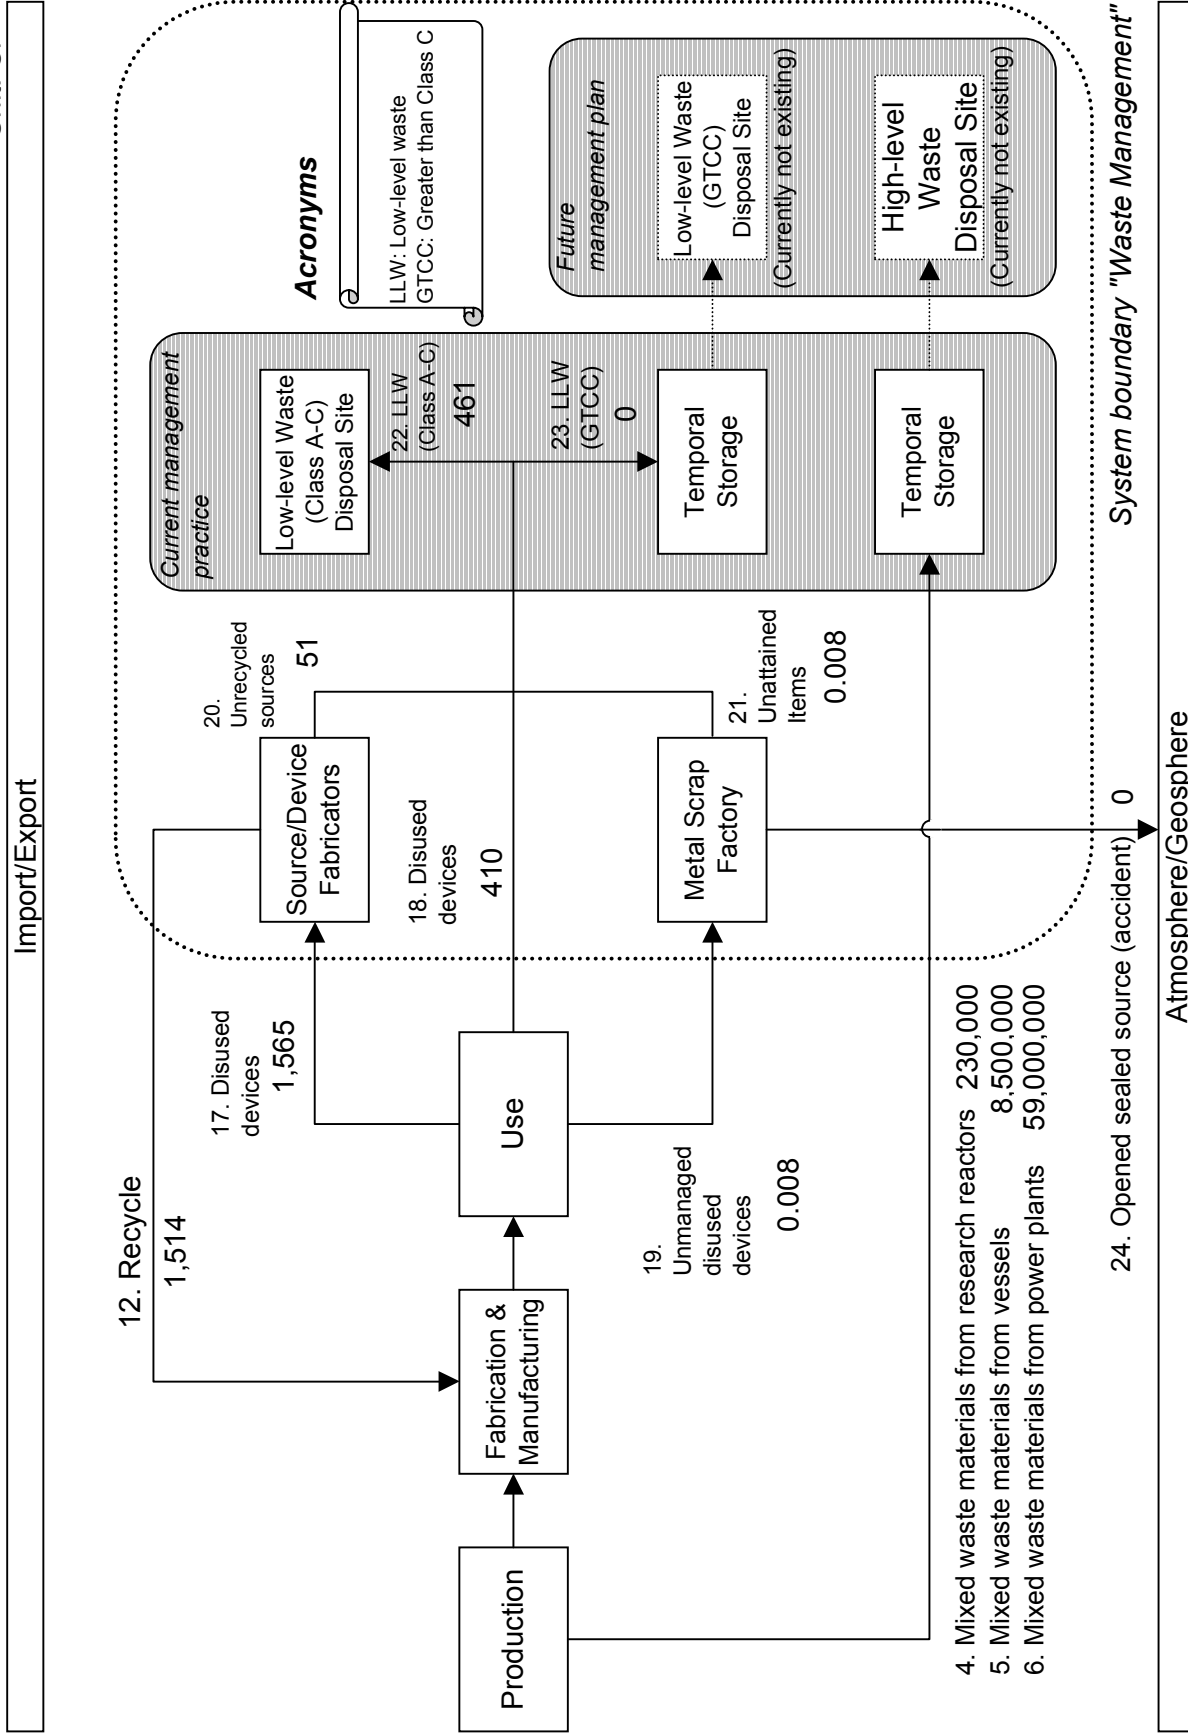 Import/Export
12. Recycle
1,514
17. Disused
devices
1,565
20.
Unrecycled
sources
51
Source/Device
Fabricators
18. Disused
devices
410
Production
Fabrication &
Manufacturing
Use
19.
Unmanaged
disused
devices
0.008
Metal Scrap
Factory
21.
Unattained
Items
0.008
Current management
practice
Low-level Waste
(Class A-C)
Disposal Site
22. LLW
(Class A-C)
461
23. LLW
(GTCC)
0
Temporal
Storage
Temporal
Storage
Acronyms
LLW: Low-level waste
GTCC: Greater than Class C
Future
management plan
Low-level Waste
(GTCC)
Disposal Site
(Currently not existing)
High-level
Waste
Disposal Site
(Currently not existing)
4. Mixed waste materials from research reactors 230,000
5. Mixed waste materials from vessels 8,500,000
6. Mixed waste materials from power plants 59,000,000
24. Opened sealed source (accident) 0
System boundary "Waste Management"
Atmosphere/Geosphere